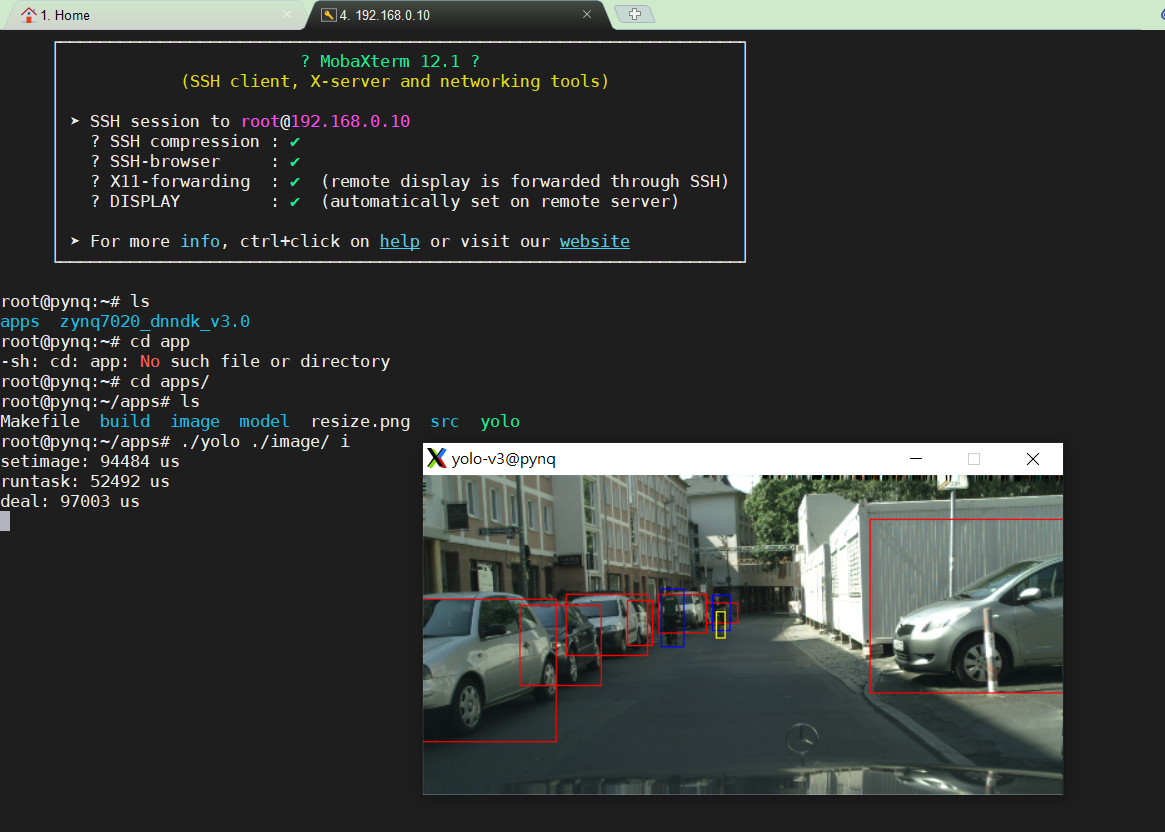 1. Home
4. 192.168.0.10
? MobaXterm 12.1 ?
(SSH client, X-server and networking tools)
➤ SSH session to root@192.168.0.10
? SSH compression : ✔
? SSH-browser     : ✔
? X11-forwarding  : ✔  (remote display is forwarded through SSH)
? DISPLAY         : ✔  (automatically set on remote server)
➤ For more info, ctrl+click on help or visit our website
root@pynq:~# ls
apps  zynq7020_dnndk_v3.0
root@pynq:~# cd app
-sh: cd: app: No such file or directory
root@pynq:~# cd apps/
root@pynq:~/apps# ls
Makefile  build  image  model  resize.png  src  yolo
root@pynq:~/apps# ./yolo ./image/ i
setimage: 94484 us
runtask: 52492 us
deal: 97003 us
yolo-v3@pynq